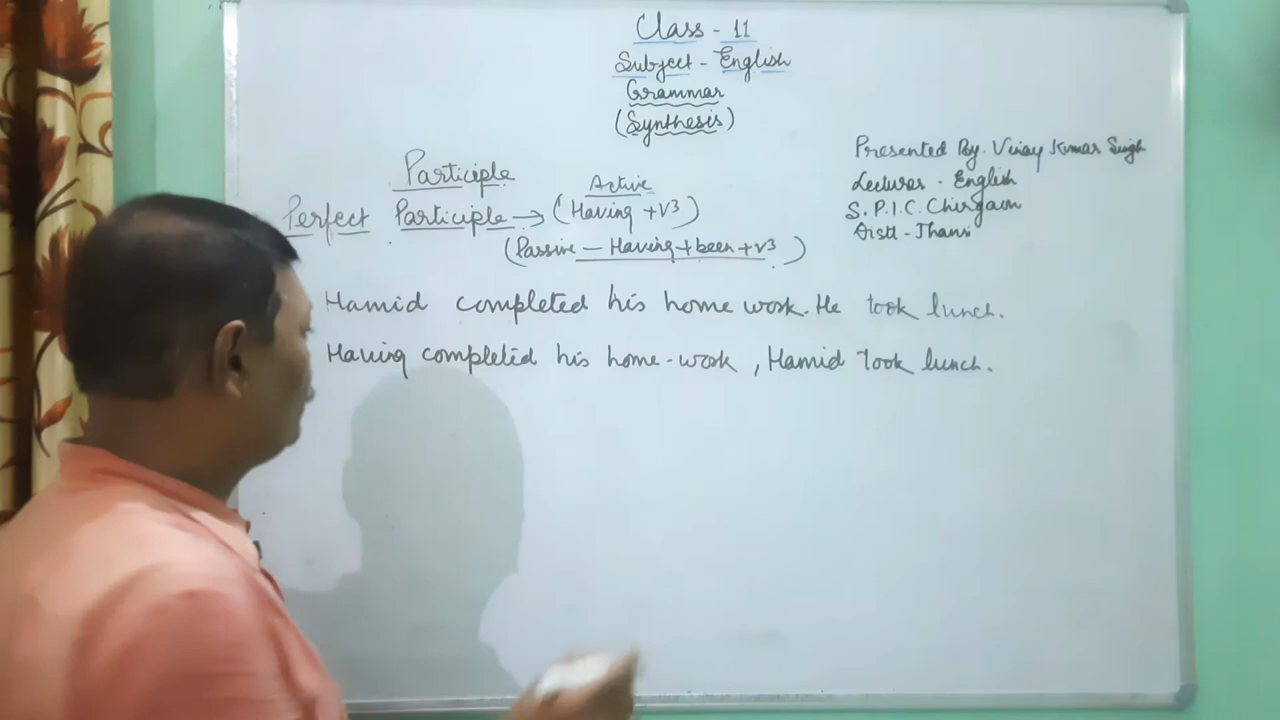 Class - 11
Subject - English
Grammar
(Synthesis)
Participle
Active
Perfect Participle → (Having + V3)
(Passive - Having + been + V3)
Presented By. Vinay Kumar Singh
Lecturer - English
S. P. I. C. Chirgaon
Distt - Jhansi
Hamid completed his home work. He took lunch.
Having completed his home-work, Hamid took lunch.